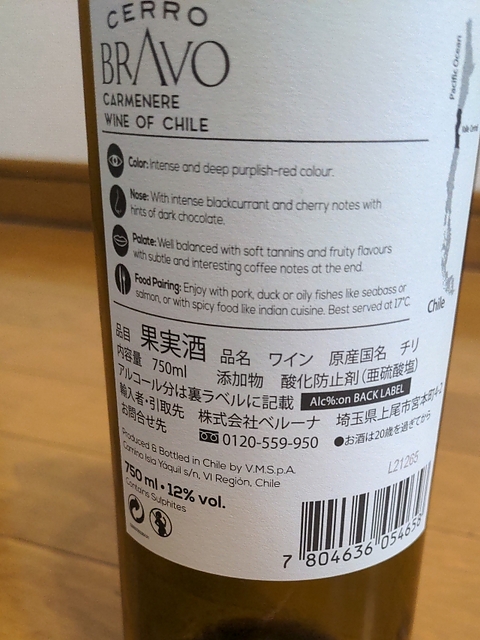 CERRO
BRAVO
CARMENERE
WINE OF CHILE
Color: Intense and deep purplish-red colour.
Nose: With intense blackcurrant and cherry notes with
hints of dark chocolate.
Palate: Well balanced with soft tannins and fruity flavours
with subtle and interesting coffee notes at the end.
Food Pairing: Enjoy with pork, duck or oily fishes like seabass or
salmon, or with spicy food like indian cuisine. Best served at 17°C.
Pacific Ocean
Chile
品目 果実酒 品名 ワイン 原産国名 チリ
内容量 750ml 添加物 酸化防止剤(亜硫酸塩)
アルコール分は裏ラベルに記載 Alc%:on BACK LABEL
輸入者・引取先 株式会社ベルーナ 埼玉県上尾市宮本町4-2
お問合せ先 0120-559-950 ●お酒は20歳を過ぎてから
Produced & Bottled in Chile by V.M.S.p.A.
Camino Isla Yáquil s/n, VI Región, Chile
L21265
750 ml • 12% vol.
Contains Sulphites
7 804636 054656